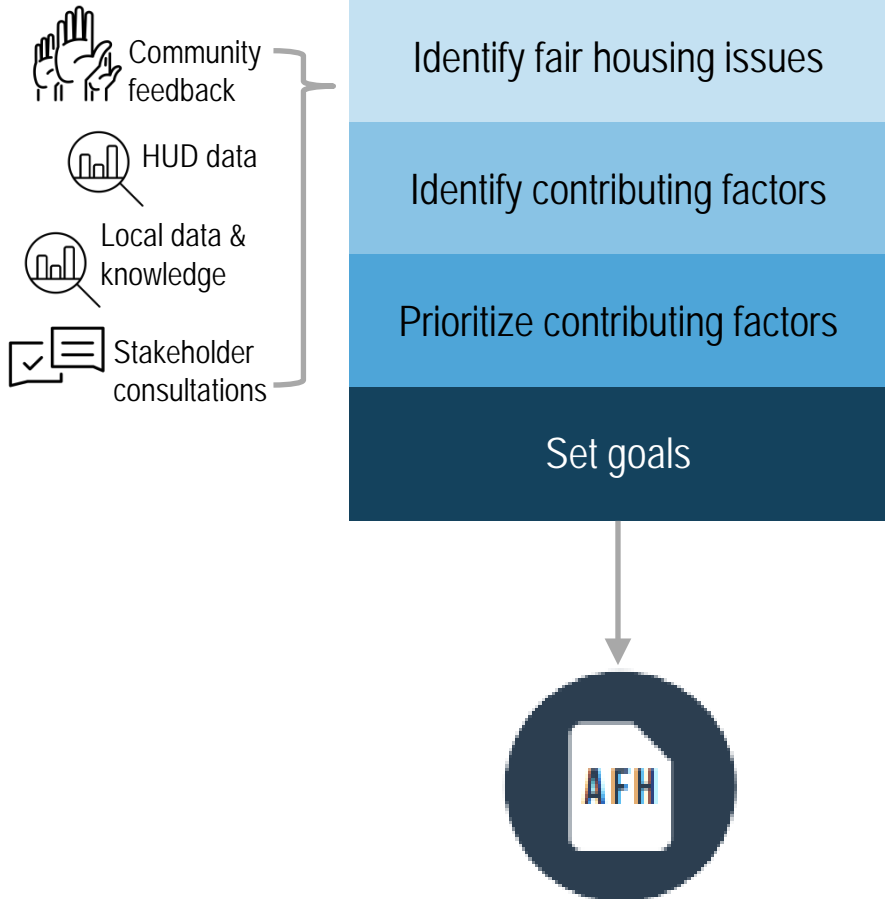 Community
feedback
HUD data
Local data &
knowledge
Stakeholder
consultations
Identify fair housing issues
Identify contributing factors
Prioritize contributing factors
Set goals
AFH